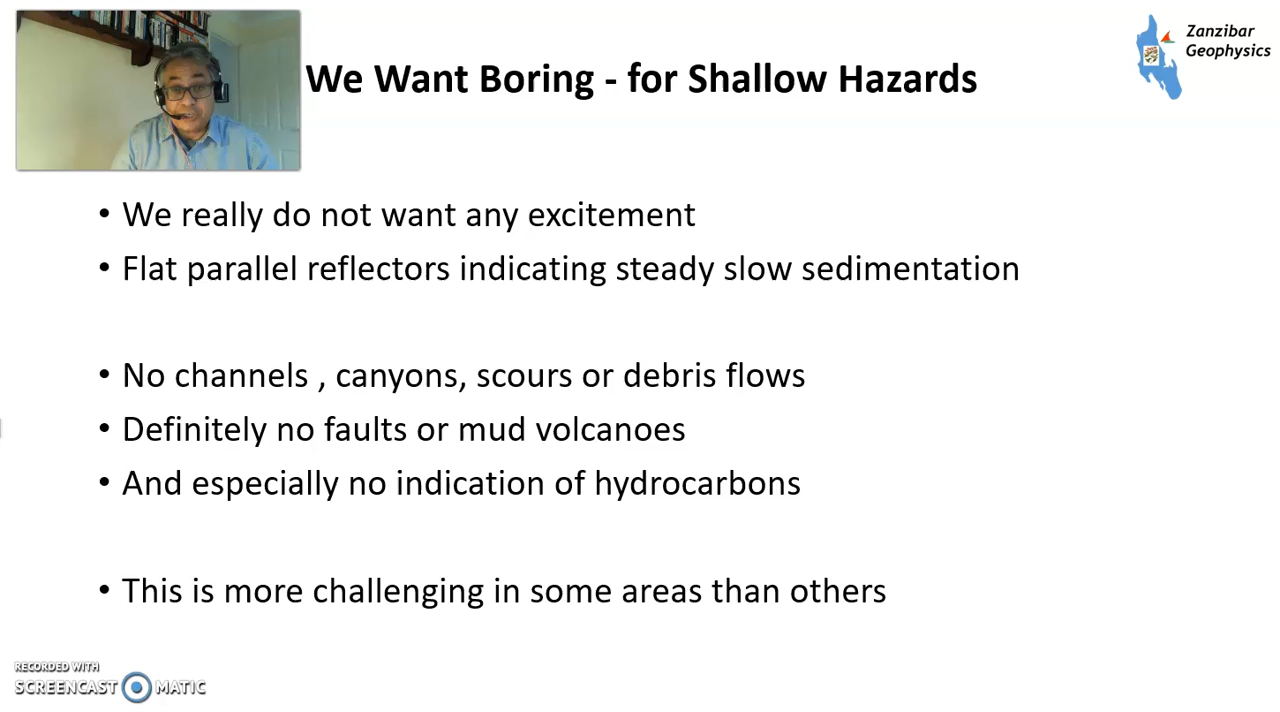 Zanzibar
Geophysics
We Want Boring - for Shallow Hazards
• We really do not want any excitement
• Flat parallel reflectors indicating steady slow sedimentation
• No channels , canyons, scours or debris flows
• Definitely no faults or mud volcanoes
• And especially no indication of hydrocarbons
• This is more challenging in some areas than others
RECORDED WITH
SCREENCAST MATIC